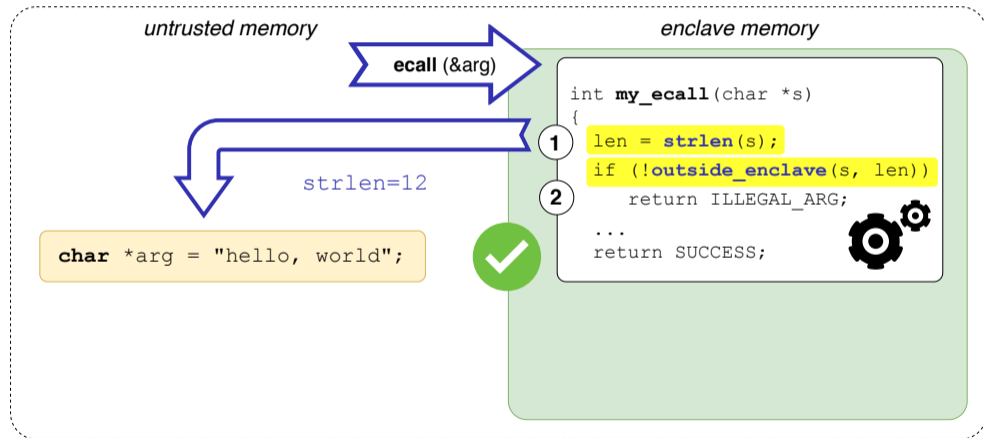 untrusted memory
enclave memory
ecall (&arg)
int my_ecall(char *s)
{
1
len = strlen(s);
if (!outside_enclave(s, len))
2
return ILLEGAL_ARG;
...
return SUCCESS;
strlen=12
char *arg = "hello, world";